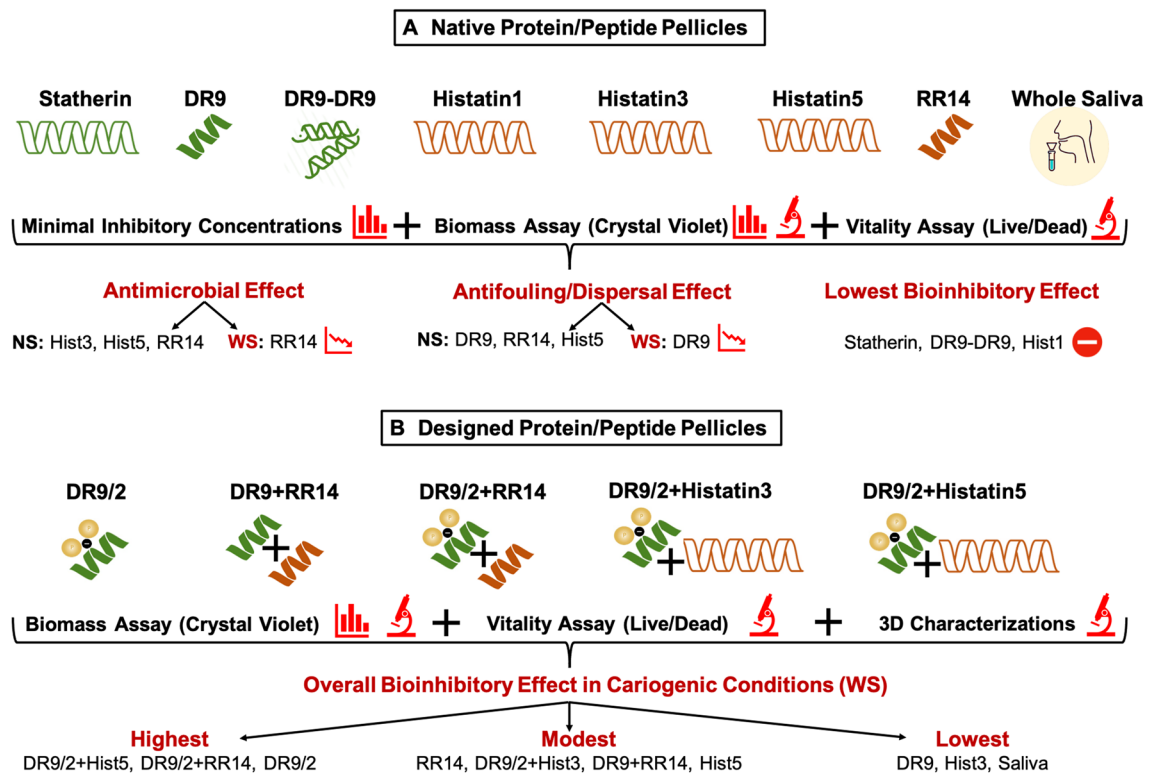 A Native Protein/Peptide Pellicles
Statherin DR9 DR9-DR9 Histatin1 Histatin3 Histatin5 RR14 Whole Saliva
Minimal Inhibitory Concentrations + Biomass Assay (Crystal Violet) + Vitality Assay (Live/Dead)
Antimicrobial Effect Antifouling/Dispersal Effect Lowest Bioinhibitory Effect
NS: Hist3, Hist5, RR14 WS: RR14 NS: DR9, RR14, Hist5 WS: DR9 Statherin, DR9-DR9, Hist1
B Designed Protein/Peptide Pellicles
DR9/2 DR9+RR14 DR9/2+RR14 DR9/2+Histatin3 DR9/2+Histatin5
Biomass Assay (Crystal Violet) + Vitality Assay (Live/Dead) + 3D Characterizations
Overall Bioinhibitory Effect in Cariogenic Conditions (WS)
Highest Modest Lowest
DR9/2+Hist5, DR9/2+RR14, DR9/2 RR14, DR9/2+Hist3, DR9+RR14, Hist5 DR9, Hist3, Saliva